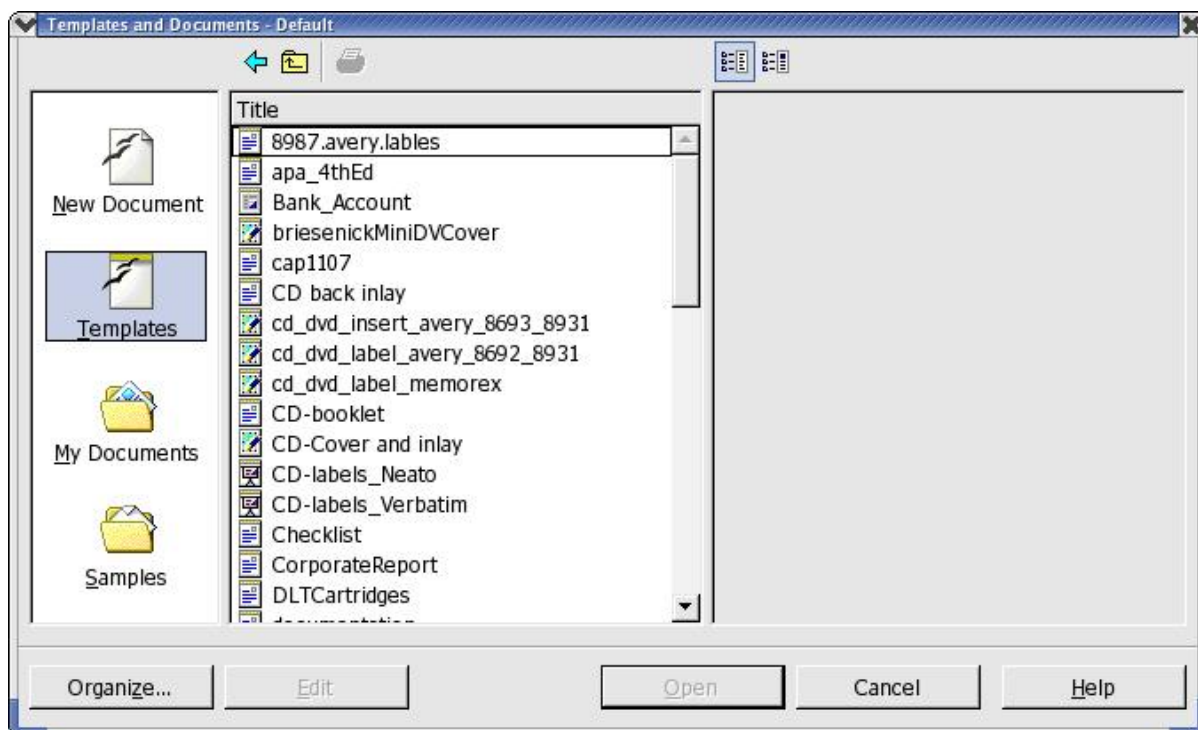 Templates and Documents - Default
New Document
Templates
My Documents
Samples
Title
8987.avery.lables
apa_4thEd
Bank_Account
briesenickMiniDVCover
cap1107
CD back inlay
cd_dvd_insert_avery_8693_8931
cd_dvd_label_avery_8692_8931
cd_dvd_label_memorex
CD-booklet
CD-Cover and inlay
CD-labels_Neato
CD-labels_Verbatim
Checklist
CorporateReport
DLTCartridges
documentation
Organize...
Edit
Open
Cancel
Help